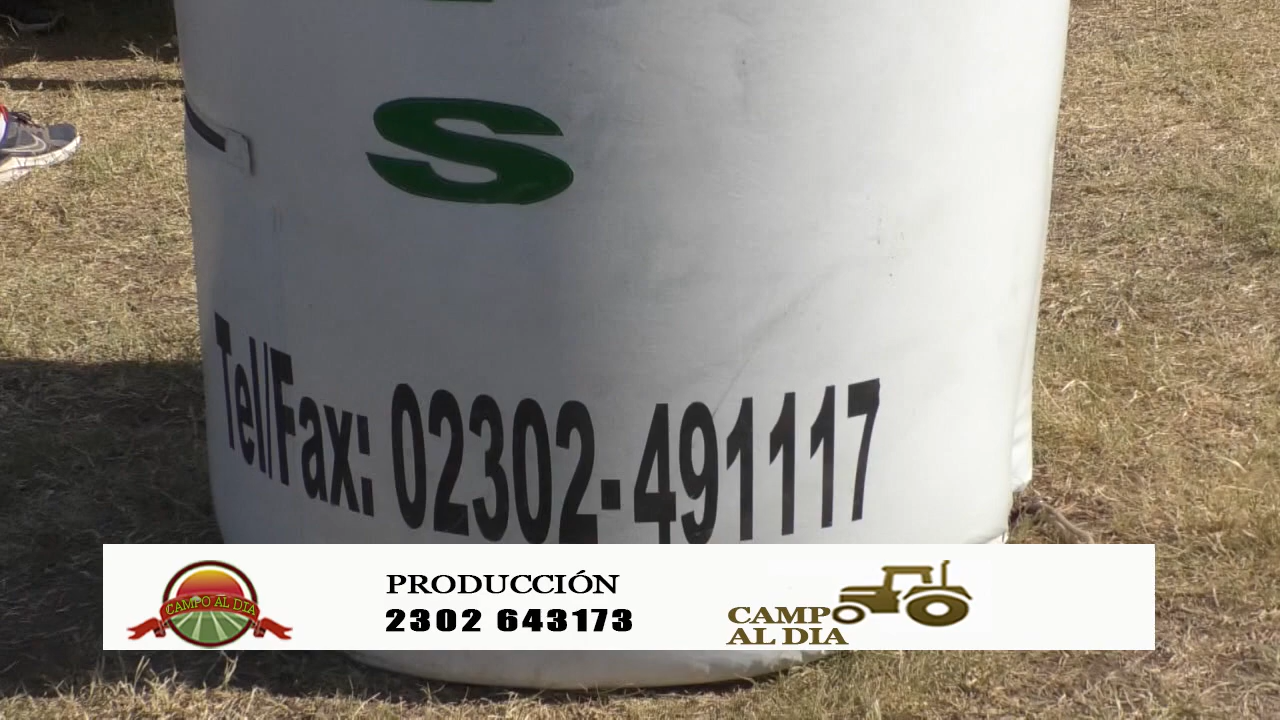 S
Tel/Fax: 02302-491117
CAMPO AL DIA
PRODUCCIÓN
2302 643173
CAMPO
AL DIA